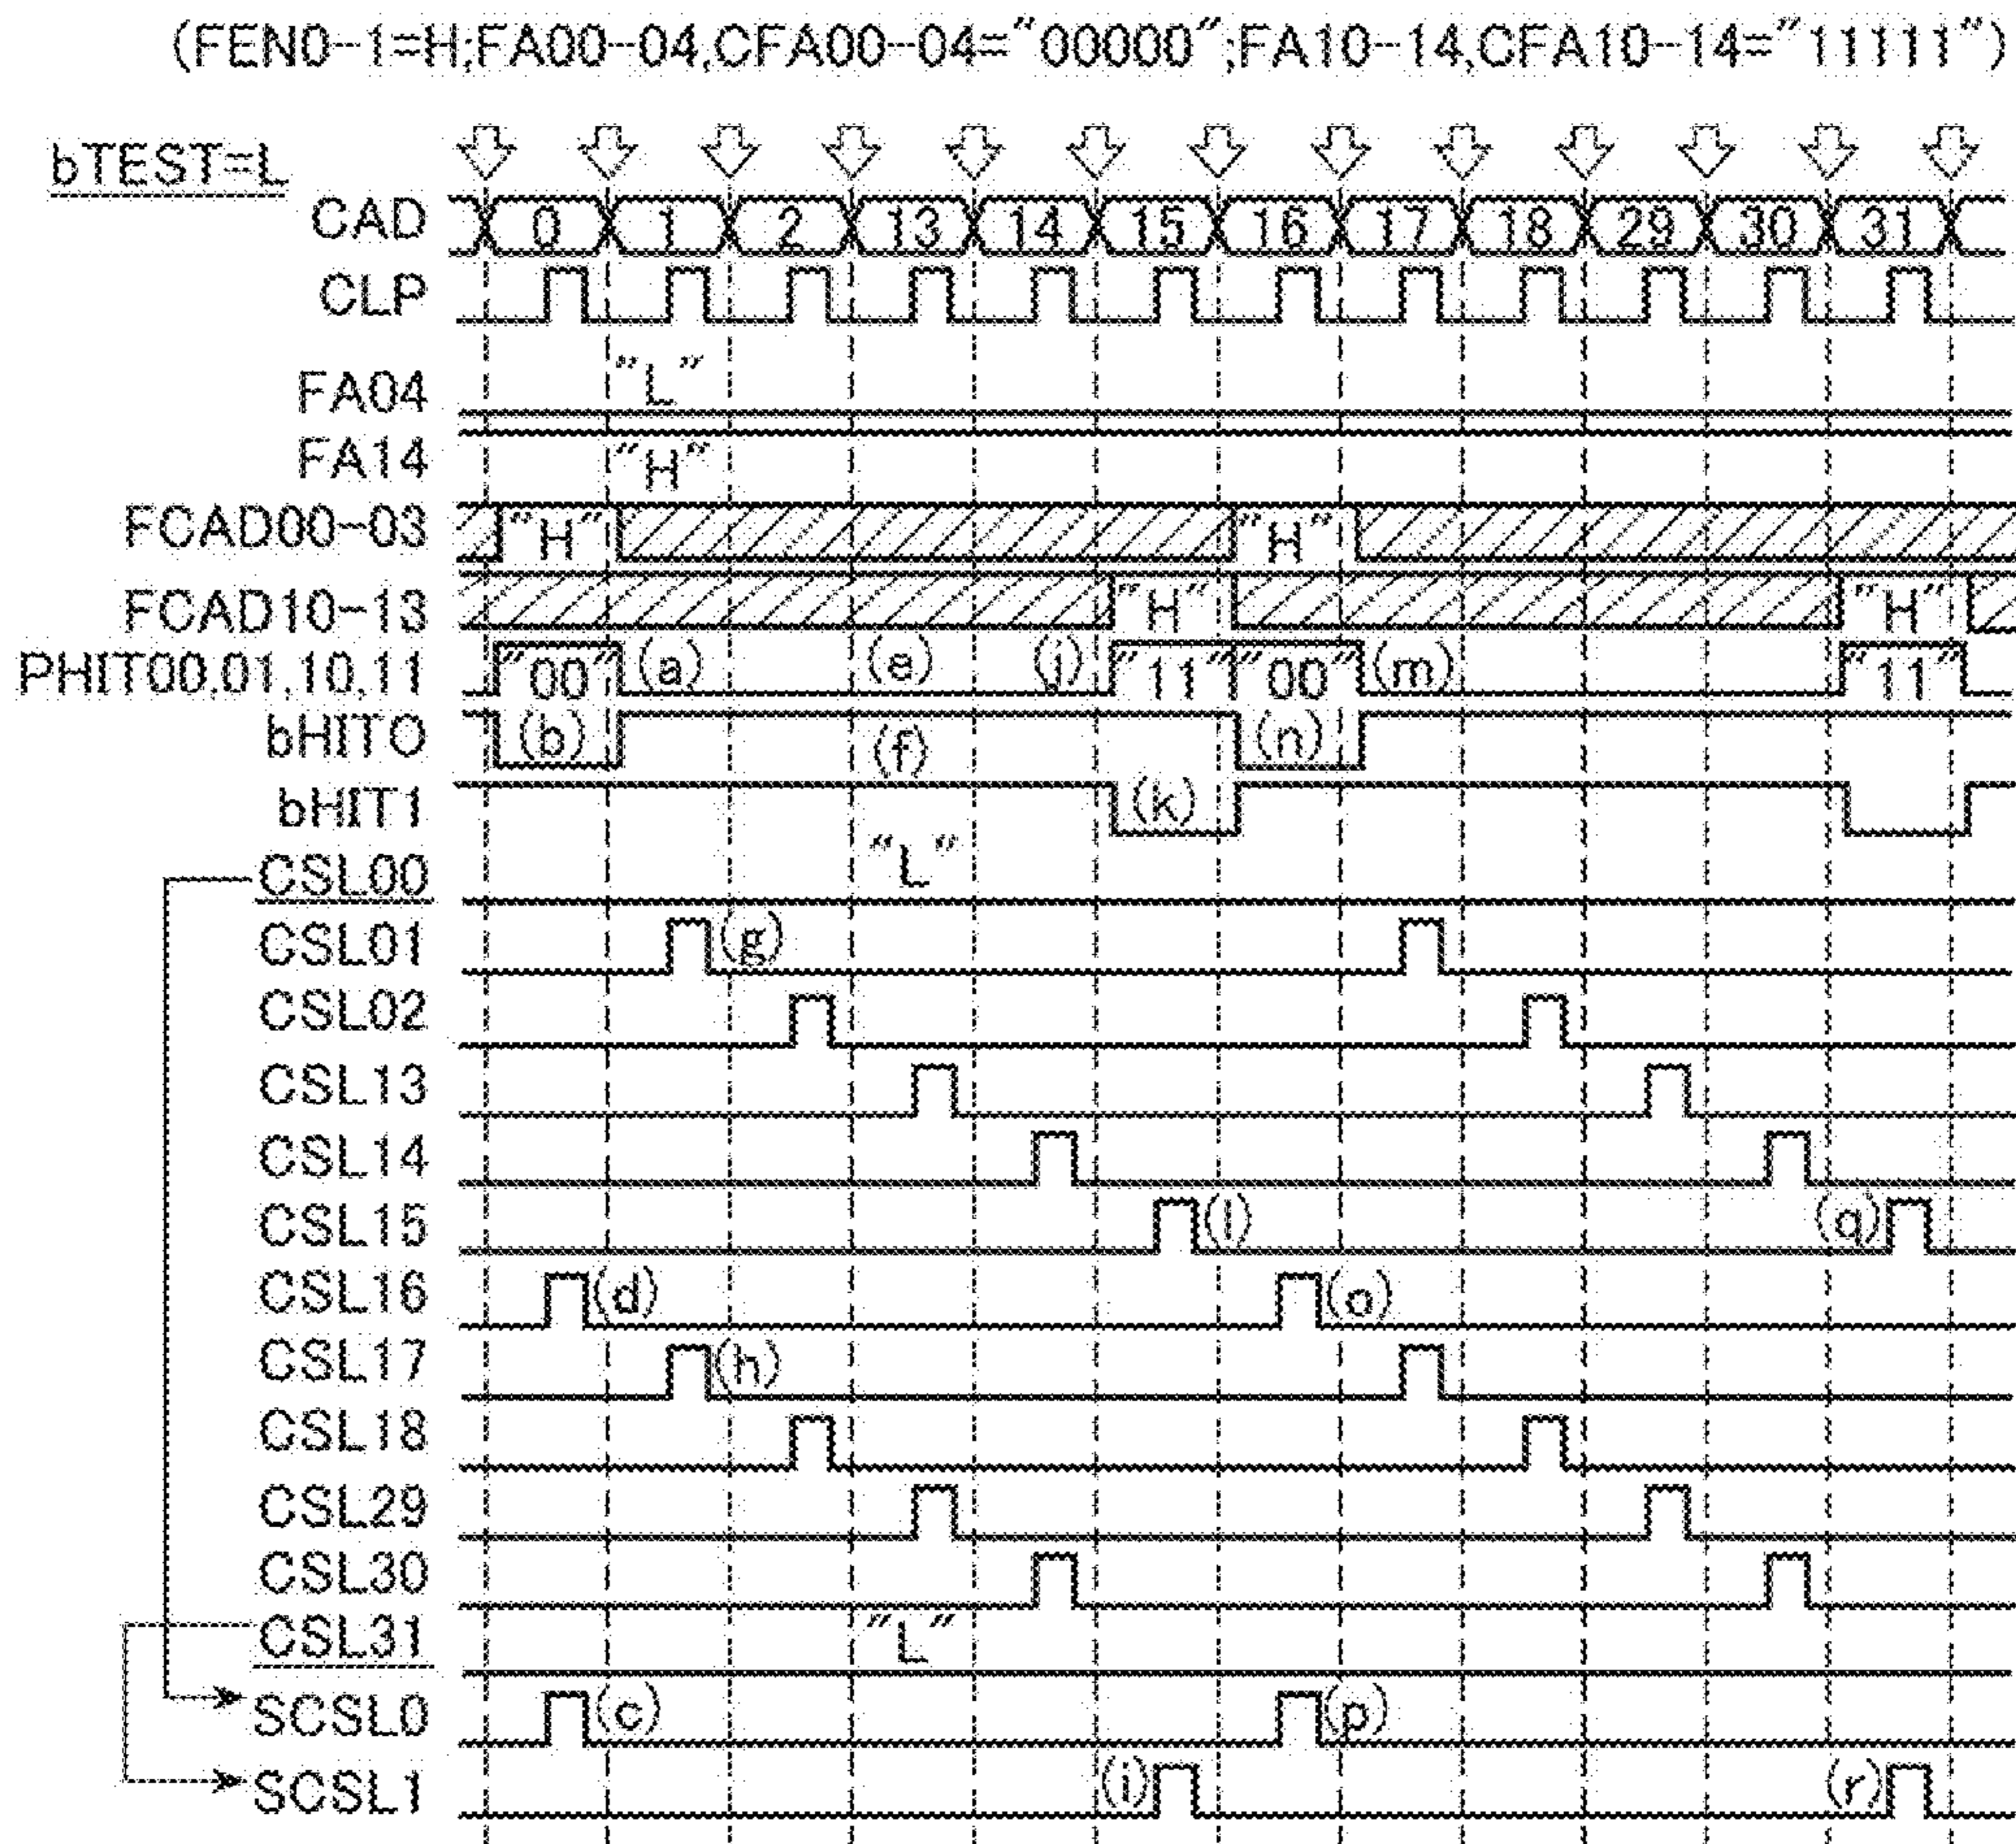 (FEN0-1=H;FA00-04,CFA00-04="00000";FA10-14,CFA10-14="11111")
bTEST=L
CAD 0 1 2 13 14 15 16 17 18 29 30 31
CLP
FA04 "L"
FA14 "H"
FCAD00-03 "H" "H"
FCAD10-13 "H" "H"
PHIT00,01,10,11 "00" (a) (e) (j) "11" "00" (m) "11"
bHIT0 (b) (f) (n)
bHIT1 (k)
CSL00 "L"
CSL01 (g)
CSL02
CSL13
CSL14
CSL15 (l) (q)
CSL16 (d) (o)
CSL17 (h)
CSL18
CSL29
CSL30
CSL31 "L"
SCSL0 (c) (p)
SCSL1 (i) (r)